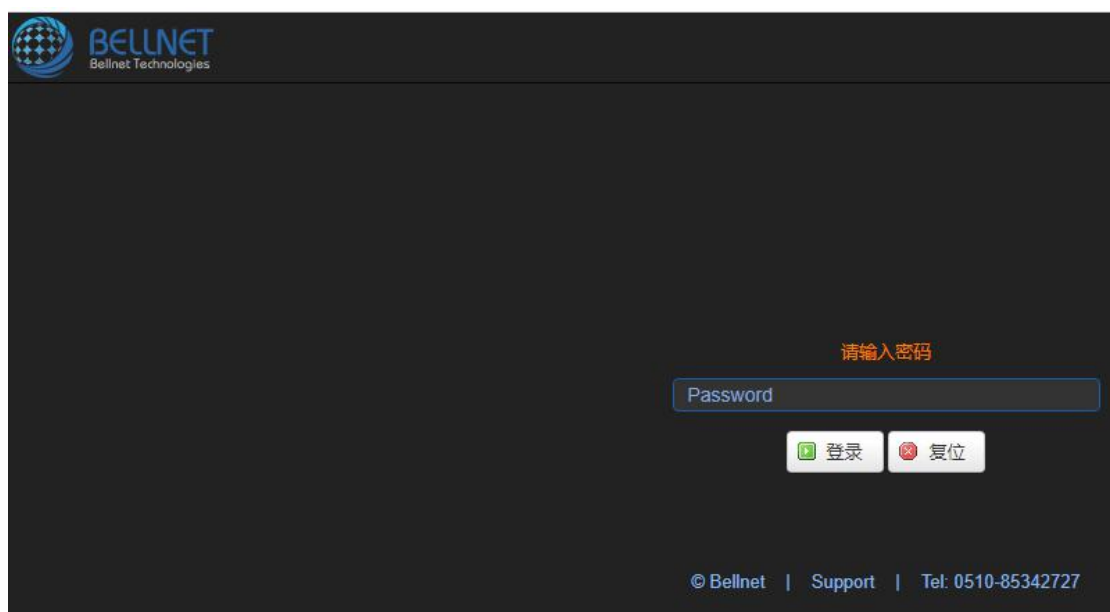 BELLNET
Bellnet Technologies
请输入密码
Password
登录 复位
© Bellnet | Support | Tel: 0510-85342727